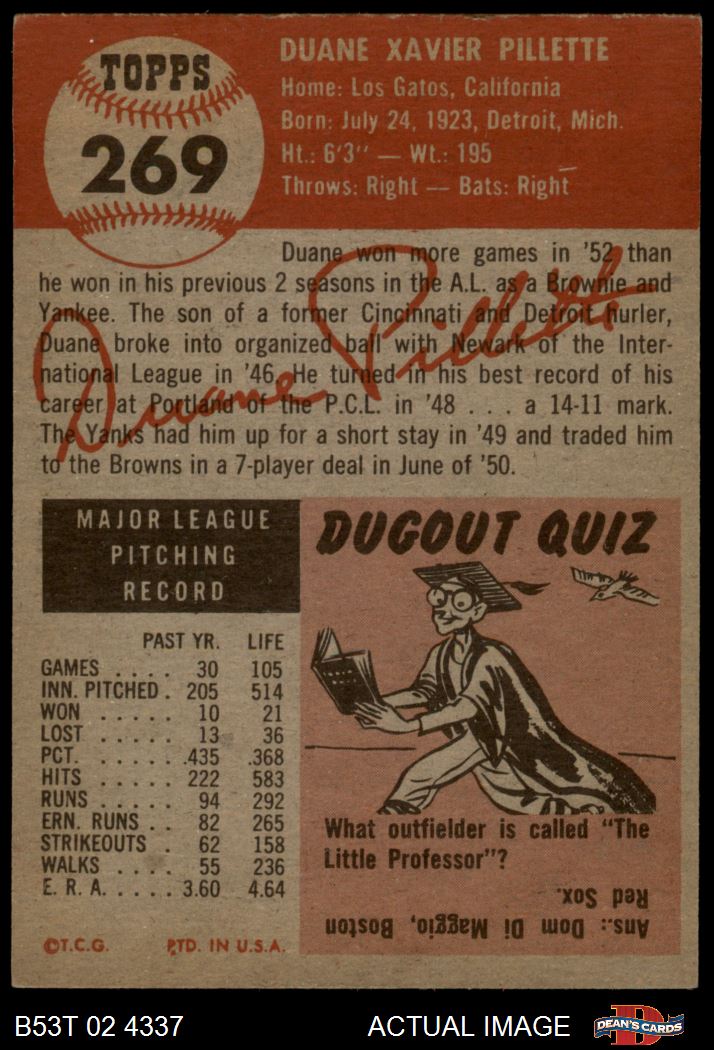 TOPPS
269
DUANE XAVIER PILLETTE
Home: Los Gatos, California
Born: July 24, 1923, Detroit, Mich.
Ht.: 6'3" — Wt.: 195
Throws: Right — Bats: Right
Duane won more games in '52 than
he won in his previous 2 seasons in the A.L. as a Brownie and
Yankee. The son of a former Cincinnati and Detroit hurler,
Duane broke into organized ball with Newark of the Inter-
national League in '46. He turned in his best record of his
career at Portland of the P.C.L. in '48 . . . a 14-11 mark.
The Yanks had him up for a short stay in '49 and traded him
to the Browns in a 7-player deal in June of '50.
Duane Pillette
MAJOR LEAGUE
PITCHING
RECORD
PAST YR. LIFE
GAMES . . . . 30 105
INN. PITCHED . 205 514
WON . . . . . 10 21
LOST . . . . . 13 36
PCT. . . . . . .435 .368
HITS . . . . . 222 583
RUNS . . . . . 94 292
ERN. RUNS . . 82 265
STRIKEOUTS . 62 158
WALKS . . . . 55 236
E. R. A. . . . . 3.60 4.64
©T.C.G. PTD. IN U.S.A.
DUGOUT QUIZ
What outfielder is called "The
Little Professor"?
Ans.: Dom Di Maggio, Boston
Red Sox.
B53T 02 4337 ACTUAL IMAGE
D
DEAN'S CARDS